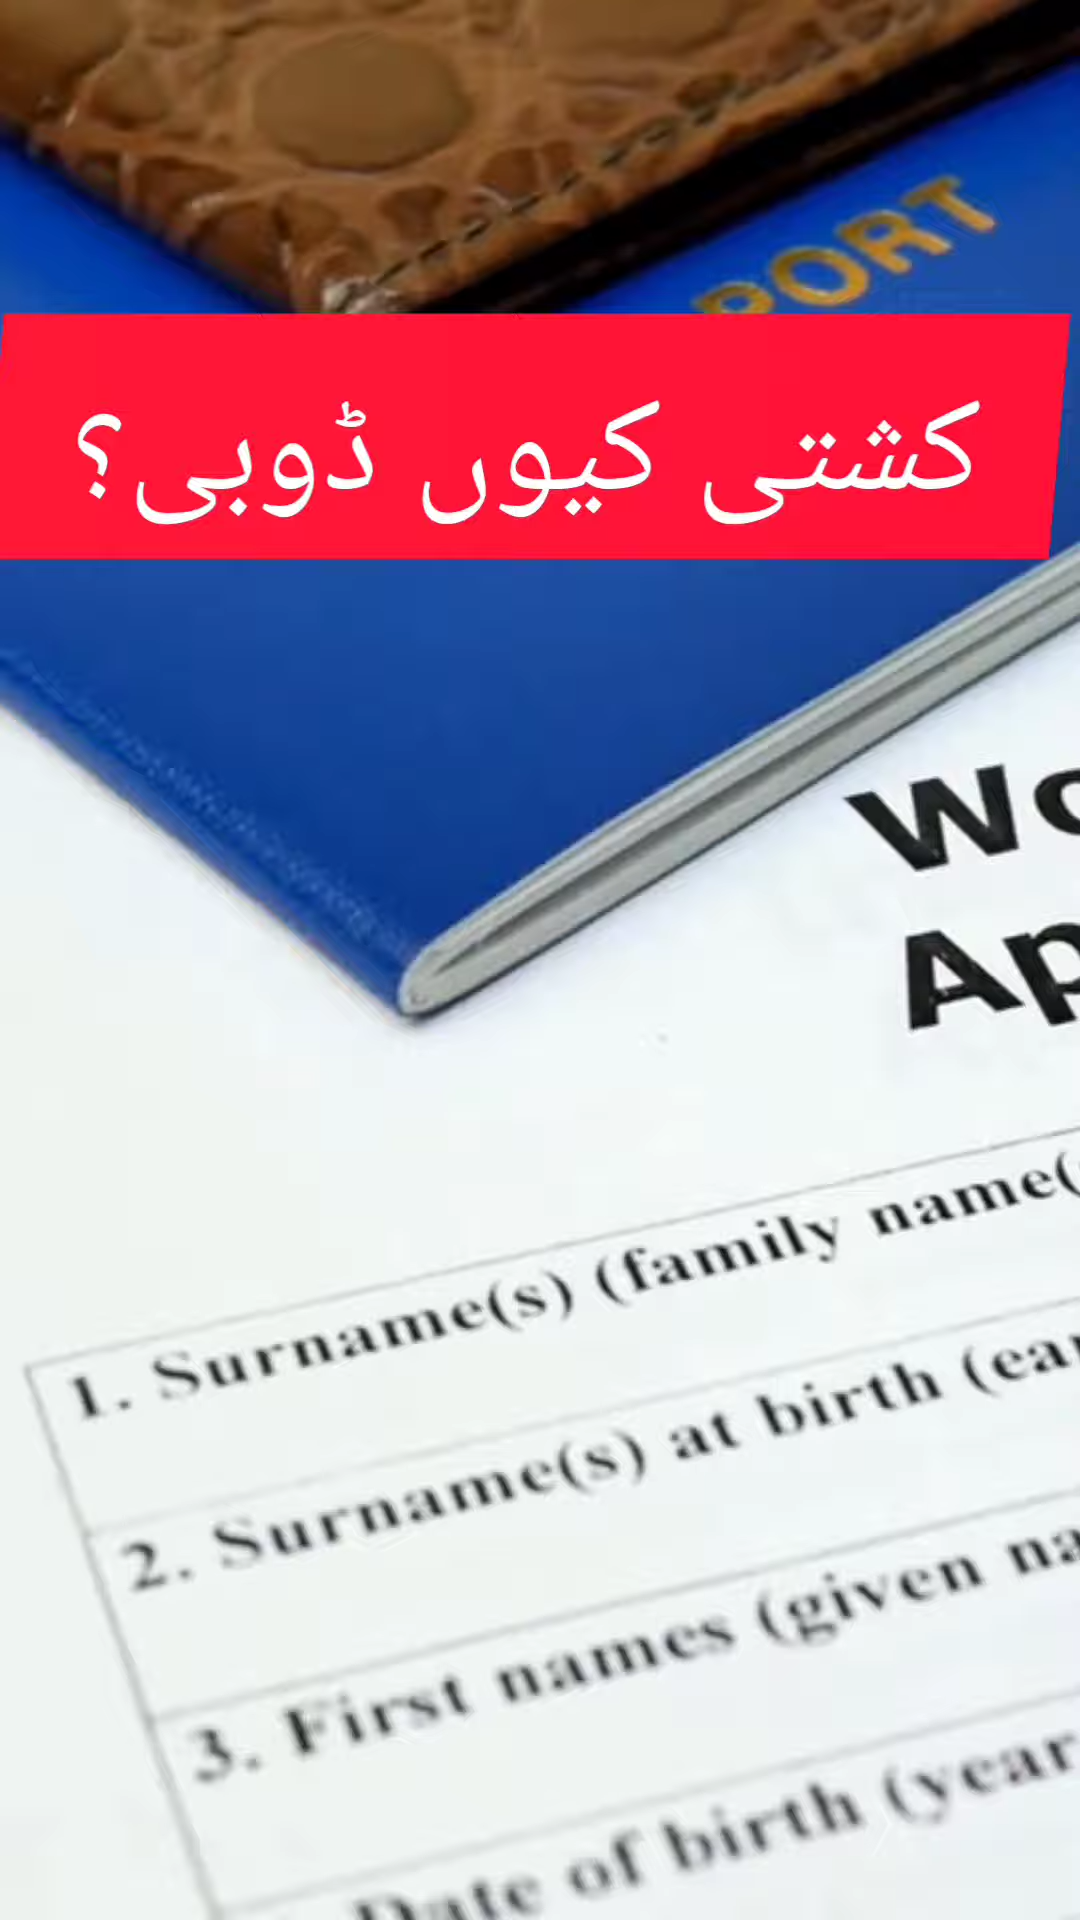 PORT
کشتی کیوں ڈوبی؟
1. Surname(s) (family name(
2. Surname(s) at birth (
3. First names (given
Date of birth (year